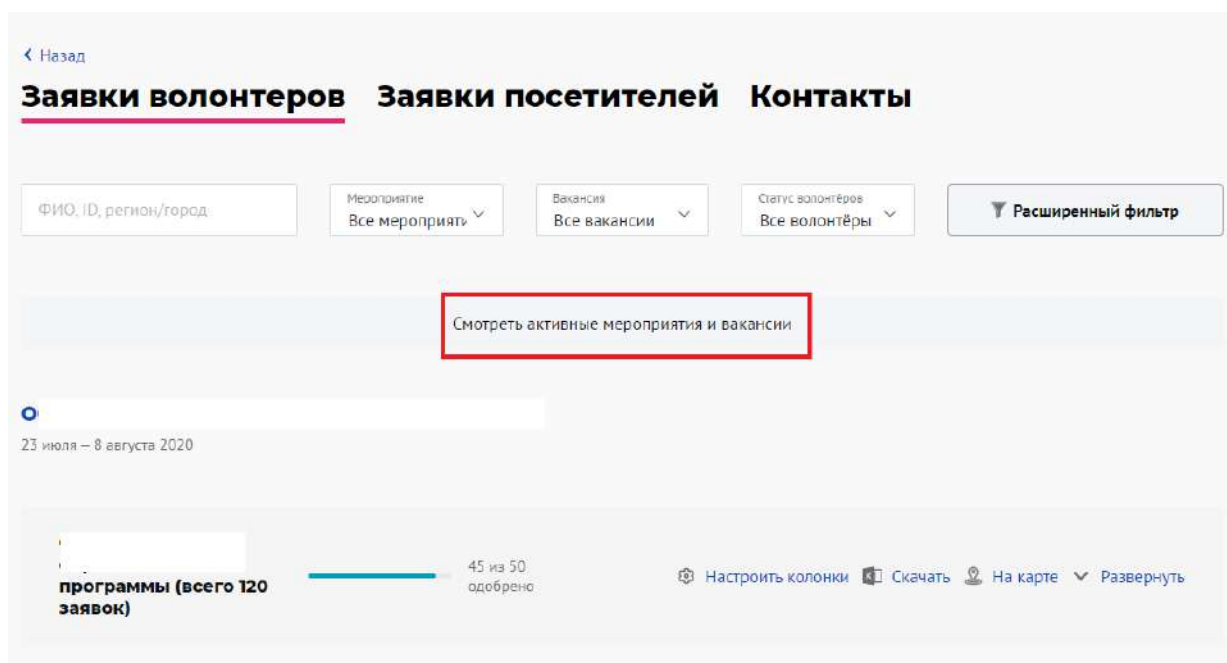 Назад
Заявки волонтеров Заявки посетителей Контакты
ФИО, ID, регион/город
Мероприятие
Все мероприяти
Вакансия
Все вакансии
Статус волонтёров
Все волонтёры
Расширенный фильтр
Смотреть активные мероприятия и вакансии
О
23 июля – 8 августа 2020
программы (всего 120
заявок)
45 из 50
одобрено
Настроить колонки Скачать На карте Развернуть